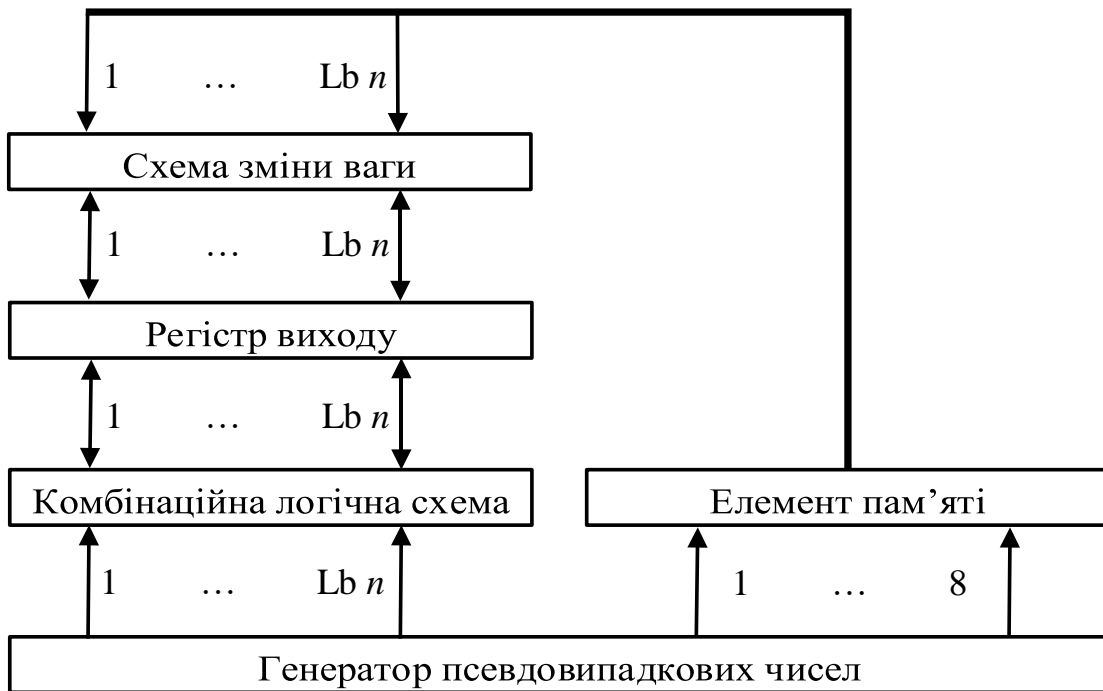 1 … Lb n
Схема зміни ваги
1 … Lb n
Регістр виходу
1 … Lb n
Комбінаційна логічна схема
Елемент пам’яті
1 … Lb n
1 … 8
Генератор псевдовипадкових чисел